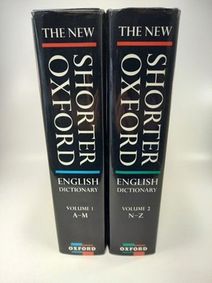 THE NEW
SHORTER
OXFORD
ENGLISH
DICTIONARY
VOLUME 1
A–M
OXFORD
THE NEW
SHORTER
OXFORD
ENGLISH
DICTIONARY
VOLUME 2
N–Z
OXFORD